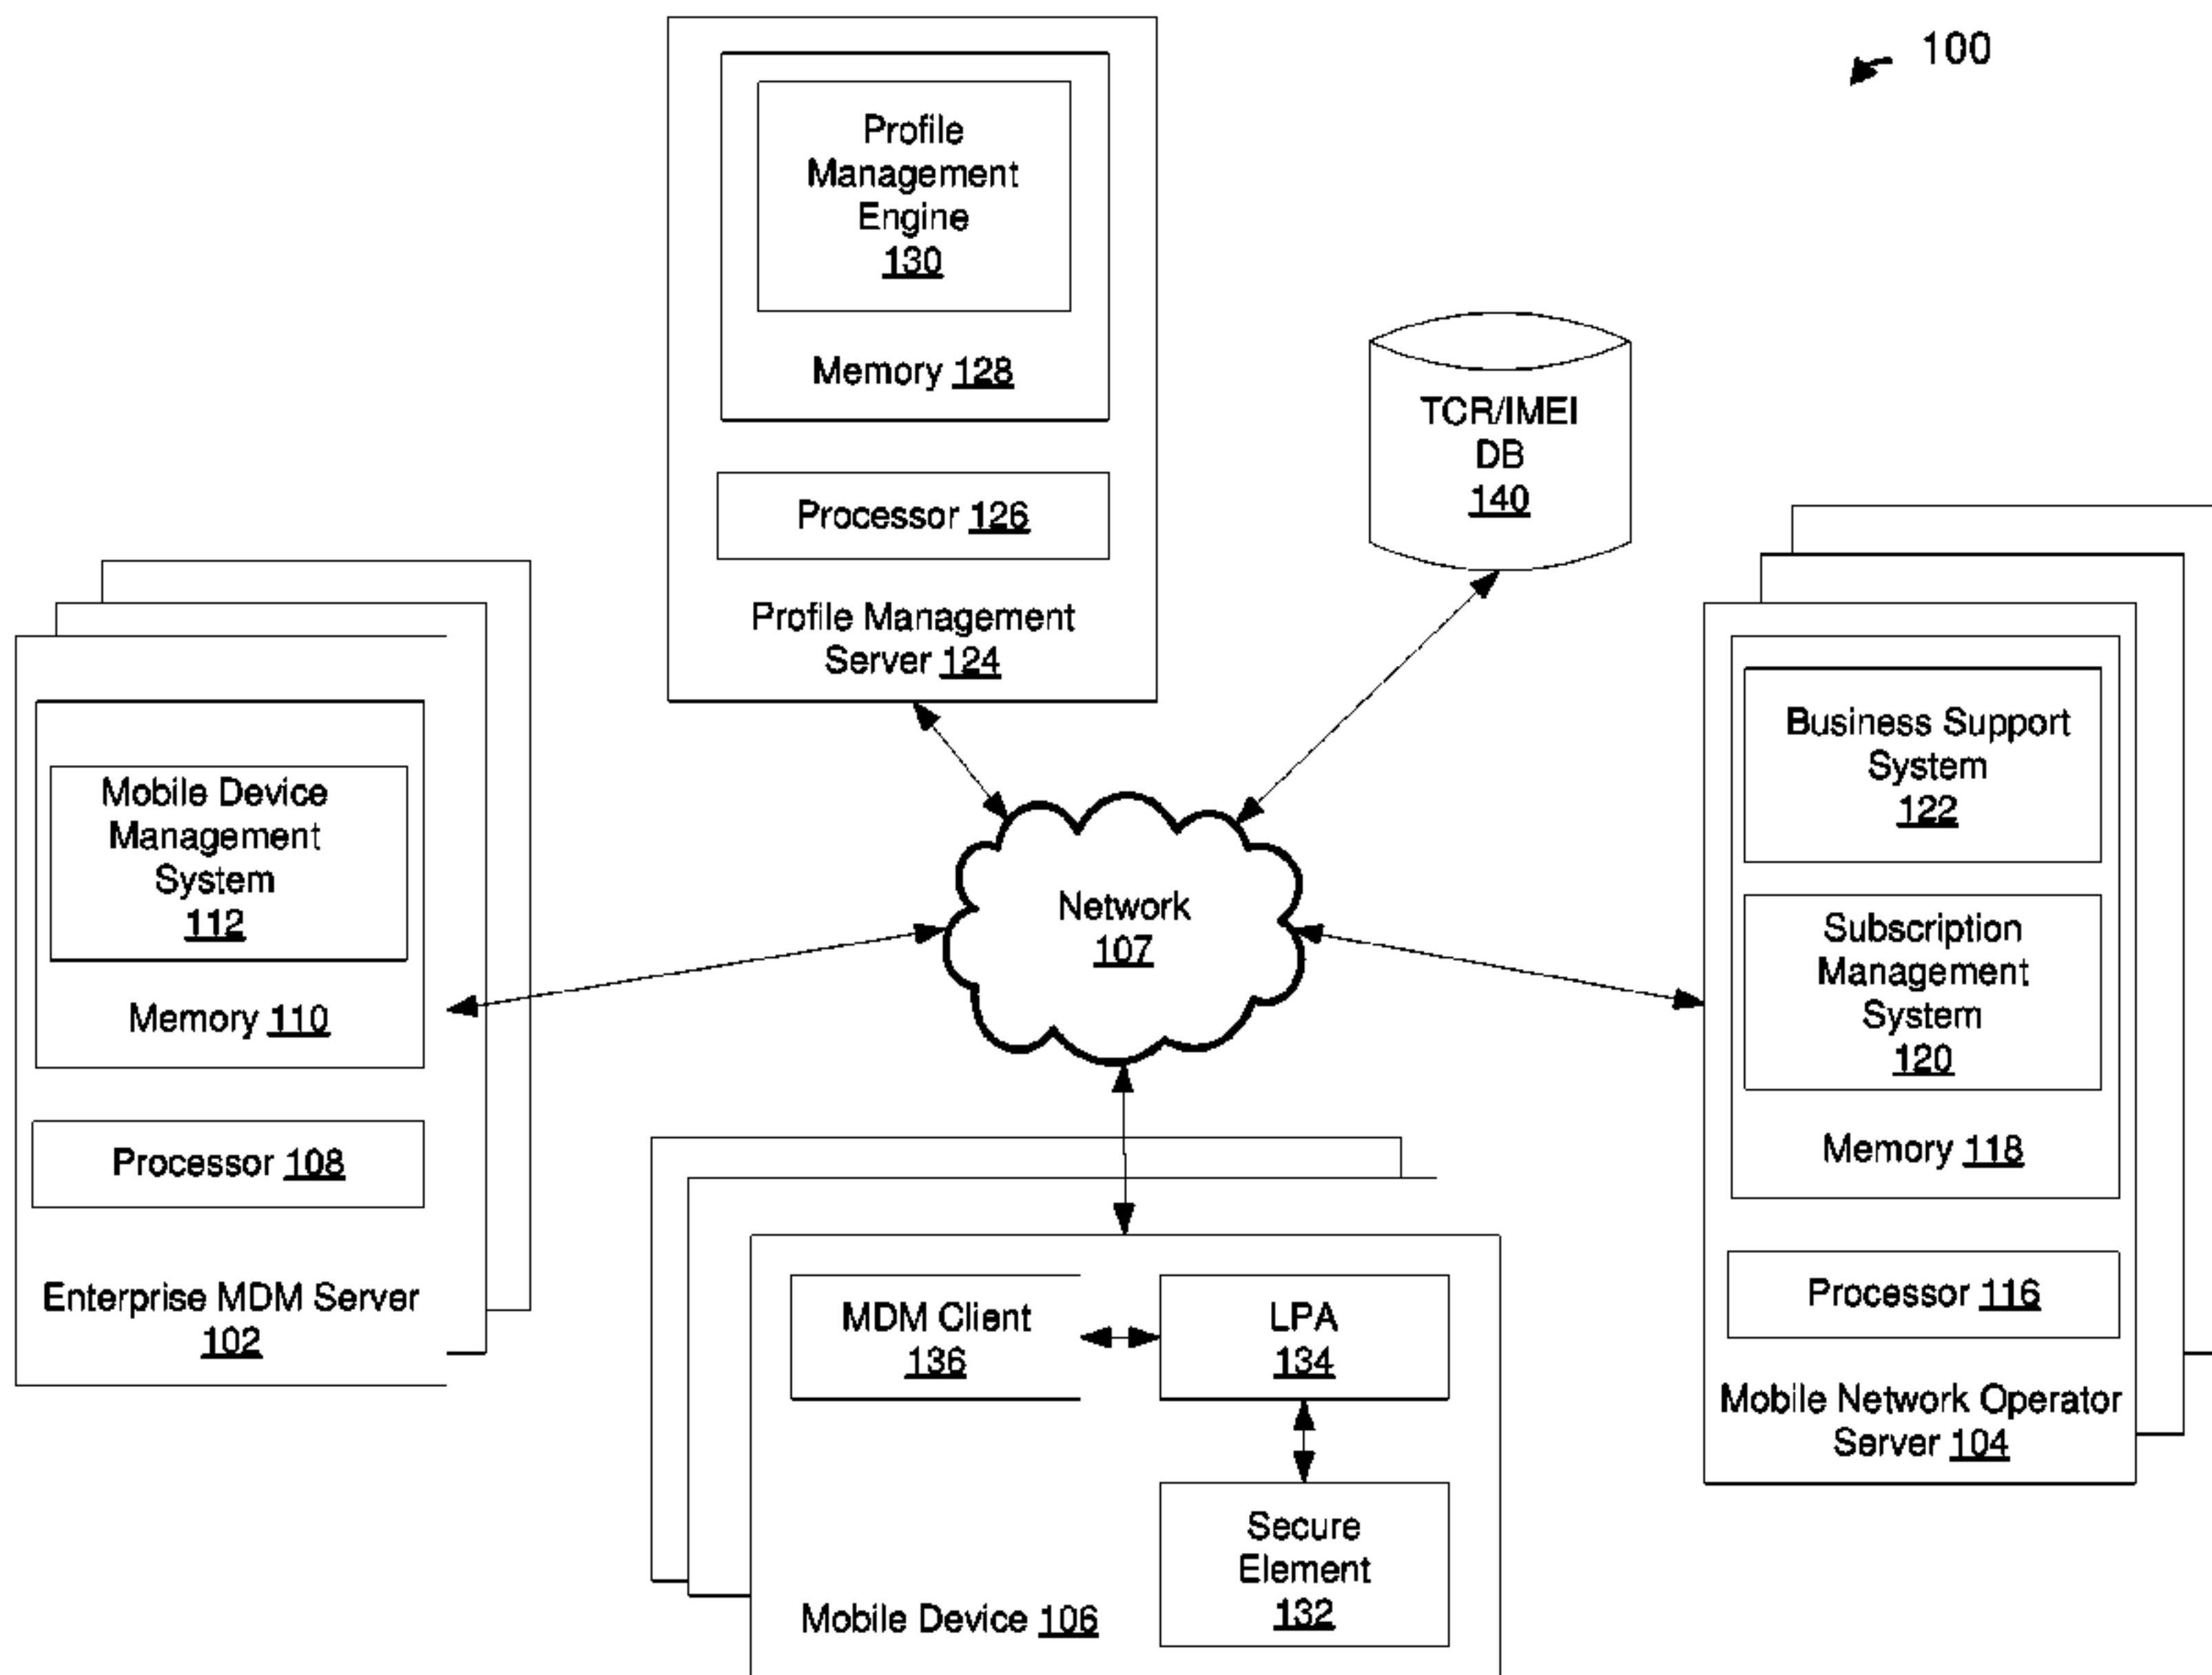 100
Profile
Management
Engine
130
Memory 128
Processor 126
Profile Management
Server 124
TCR/IMEI
DB
140
Mobile Device
Management
System
112
Memory 110
Processor 108
Enterprise MDM Server
102
Network
107
Business Support
System
122
Subscription
Management
System
120
Memory 118
Processor 116
Mobile Network Operator
Server 104
MDM Client
136
LPA
134
Secure
Element
132
Mobile Device 106